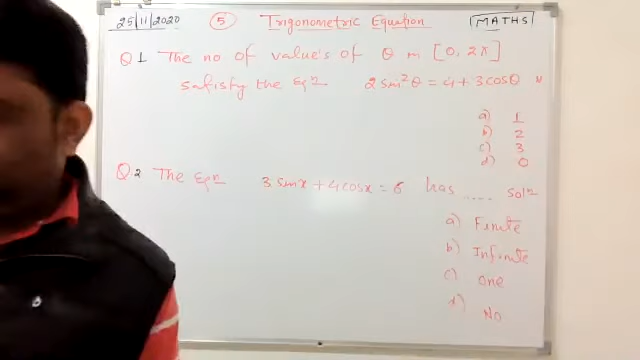 25|11|2020
5
Trigonometric Equation
MATHS
Q1 The no of value's of θ in [0, 2π]
satisfy the Eqn 2 sin²θ = 4 + 3cosθ
a) 1
b) 2
c) 3
d) 0
Q2 The Eqn 3 sinx + 4cosx = 6 has ..... soln
a) Finite
b) Infinite
c) one
d) No